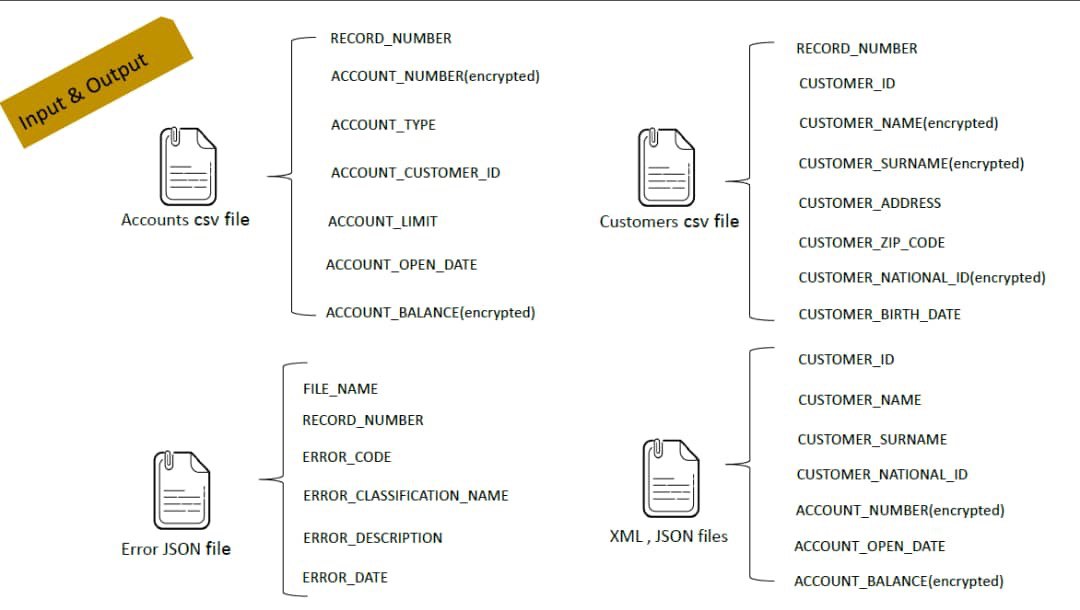 Input & Output
Accounts csv file
RECORD_NUMBER
ACCOUNT_NUMBER(encrypted)
ACCOUNT_TYPE
ACCOUNT_CUSTOMER_ID
ACCOUNT_LIMIT
ACCOUNT_OPEN_DATE
ACCOUNT_BALANCE(encrypted)
Customers csv file
RECORD_NUMBER
CUSTOMER_ID
CUSTOMER_NAME(encrypted)
CUSTOMER_SURNAME(encrypted)
CUSTOMER_ADDRESS
CUSTOMER_ZIP_CODE
CUSTOMER_NATIONAL_ID(encrypted)
CUSTOMER_BIRTH_DATE
Error JSON file
FILE_NAME
RECORD_NUMBER
ERROR_CODE
ERROR_CLASSIFICATION_NAME
ERROR_DESCRIPTION
ERROR_DATE
XML , JSON files
CUSTOMER_ID
CUSTOMER_NAME
CUSTOMER_SURNAME
CUSTOMER_NATIONAL_ID
ACCOUNT_NUMBER(encrypted)
ACCOUNT_OPEN_DATE
ACCOUNT_BALANCE(encrypted)